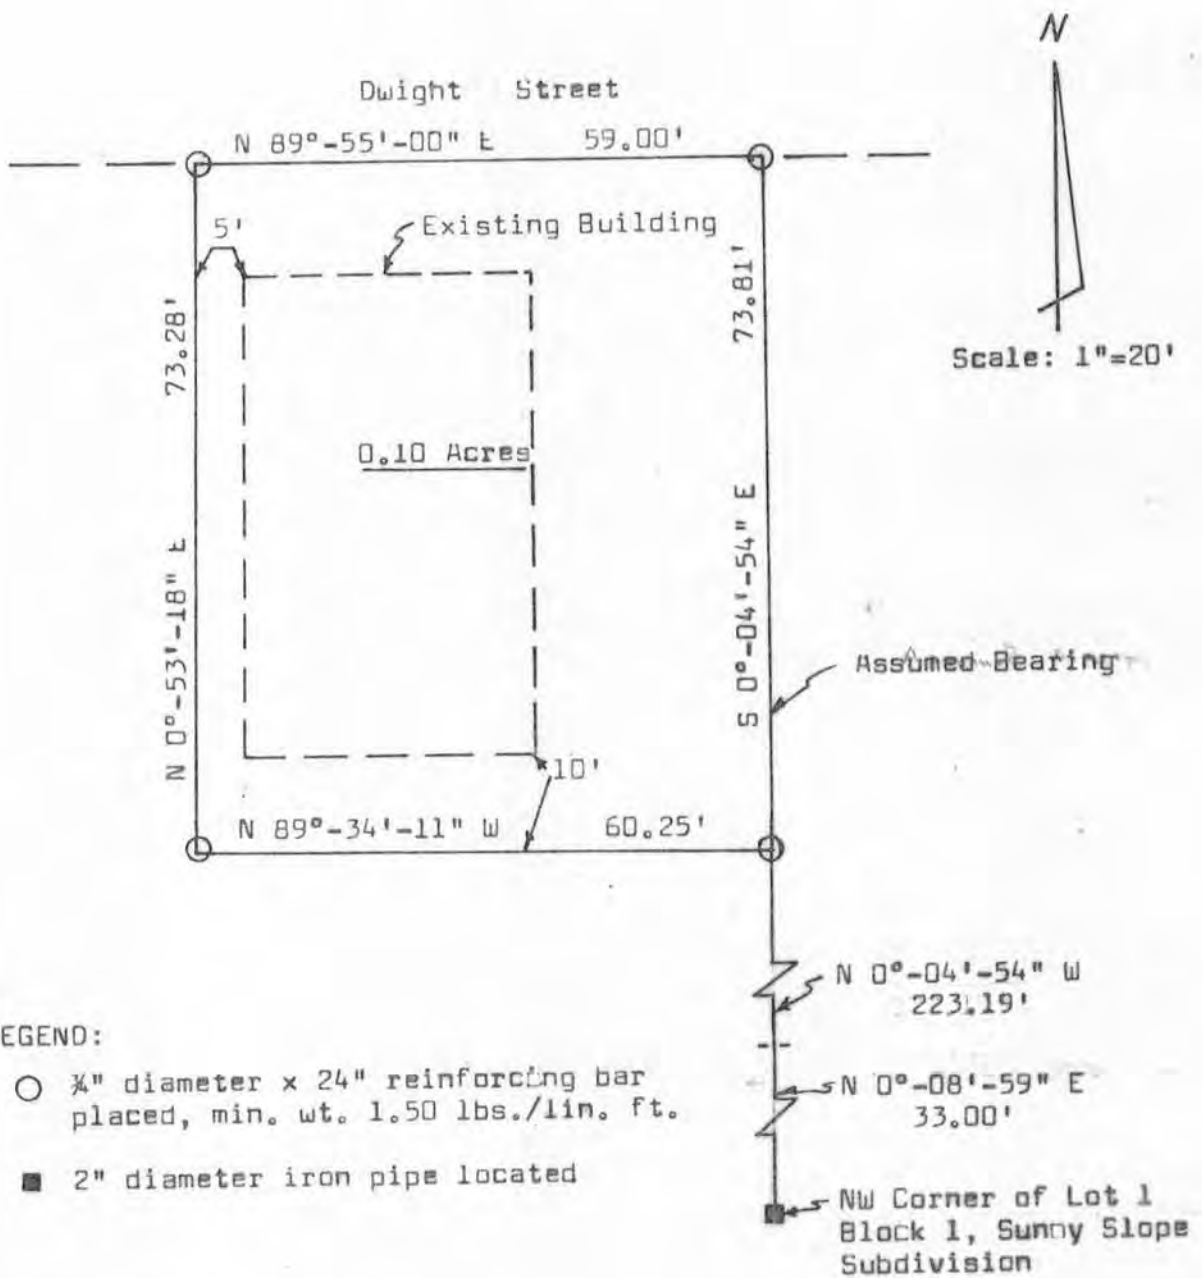 N
Dwight Street
N 89°-55'-00" E 59.00'
5'
Existing Building
73.28'
73.81'
Scale: 1"=20'
0.10 Acres
N 0°-53'-18" E
S 0°-04'-54" E
Assumed Bearing
10'
N 89°-34'-11" W 60.25'
N 0°-04'-54" W
223.19'
EGEND:
¾" diameter x 24" reinforcing bar
placed, min. wt. 1.50 lbs./lin. ft.
N 0°-08'-59" E
33.00'
2" diameter iron pipe located
NW Corner of Lot 1
Block 1, Sunny Slope
Subdivision